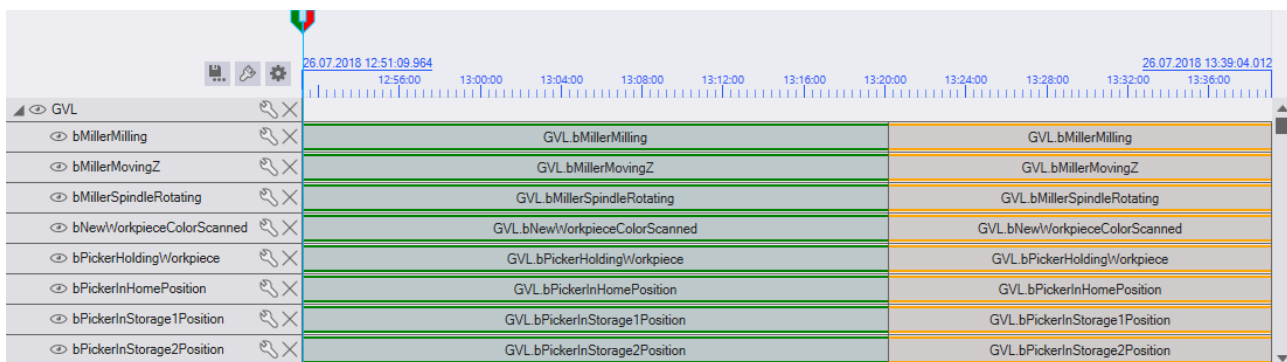 26.07.2018 12:51:09.964 26.07.2018 13:39:04.012
12:56:00 13:00:00 13:04:00 13:08:00 13:12:00 13:16:00 13:20:00 13:24:00 13:28:00 13:32:00 13:36:00
GVL
bMillerMilling GVL.bMillerMilling GVL.bMillerMilling
bMillerMovingZ GVL.bMillerMovingZ GVL.bMillerMovingZ
bMillerSpindleRotating GVL.bMillerSpindleRotating GVL.bMillerSpindleRotating
bNewWorkpieceColorScanned GVL.bNewWorkpieceColorScanned GVL.bNewWorkpieceColorScanned
bPickerHoldingWorkpiece GVL.bPickerHoldingWorkpiece GVL.bPickerHoldingWorkpiece
bPickerInHomePosition GVL.bPickerInHomePosition GVL.bPickerInHomePosition
bPickerInStorage1Position GVL.bPickerInStorage1Position GVL.bPickerInStorage1Position
bPickerInStorage2Position GVL.bPickerInStorage2Position GVL.bPickerInStorage2Position